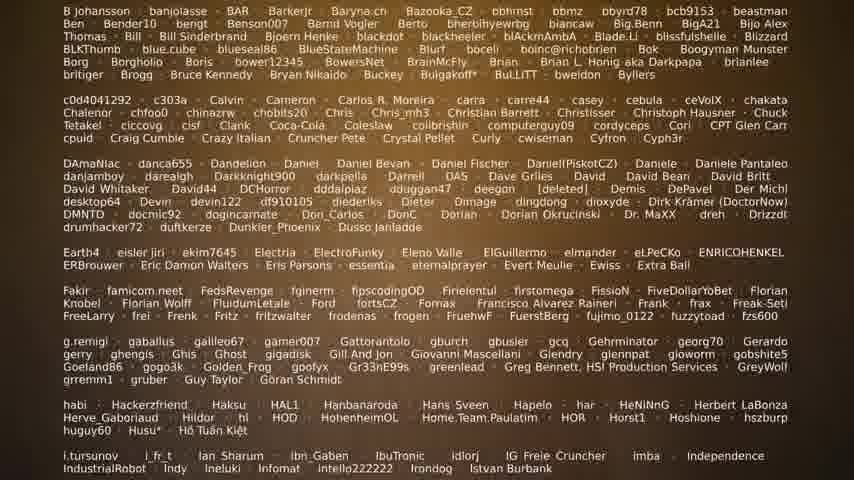 B Johansson · banjolasse · BAR · BarkerJr · Baryna.ch · Bazooka_CZ · bbhmst · bbmz · bbyrd78 · bcb9153 · beastman
Ben · Bender10 · bengt · Benson007 · Bernd Vogler · Berto · bherbihyewrbg · biancaw · Big.Benn · BigA21 · Bijo Alex
Thomas · Bill · Bill Sinderbrand · Bjoern Henke · blackdot · blackheeler · blAckmAmbA · Blade.Li · blissfulshelle · Blizzard
BLKThumb · blue.cube · blueseal86 · BlueStateMachine · Blurf · boceli · boinc@richobrien · Bok · Boogyman Munster
Borg · Borgholio · Boris · bower12345 · BowersNet · BrainMcFly · Brian · Brian L. Honig aka Darkpapa · brianlee
britiger · Brogg · Bruce Kennedy · Bryan Nikaido · Buckey · Bulgakoff* · BuLLiTT · bweldon · Byllers
c0d4041292 · c303a · Calvin · Cameron · Carlos R. Moreira · carra · carre44 · casey · cebula · ceVoIX · chakata
Chalenor · chfoo0 · chinazrw · chobits20 · Chris · Chris_mh3 · Christian Barrett · Christisser · Christoph Hausner · Chuck
Tetakel · ciccovg · cisf · Clank · Coca-Cola · Coleslaw · colibrishin · computerguy09 · cordyceps · Cori · CPT Glen Carr
cpuid · Craig Cumbie · Crazy Italian · Cruncher Pete · Crystal Pellet · Curly · cwiseman · Cyfron · Cyph3r
DAmaNiac · danca655 · Dandelion · Daniel · Daniel Bevan · Daniel Fischer · Daniel(PiskotCZ) · Daniele · Daniele Pantaleo
danjamboy · darealgh · Darkknight900 · darkpella · Darrell · DAS · Dave Grlies · David · David Bean · David Britt
David Whitaker · David44 · DCHorror · dddalpiaz · dduggan47 · deegon · [deleted] · Demis · DePavel · Der Michl
desktop64 · Devin · devin122 · df910105 · diederiks · Dieter · Dimage · dingdong · dioxyde · Dirk Krämer (DoctorNow)
DMNTD · docmic92 · dogincarnate · Don_Carlos · DonC · Dorian · Dorian Okrucinski · Dr. MaXX · dreh · Drizzdt
drumhacker72 · duftkerze · Dunkler_Phoenix · Dusso Janladde
Earth4 · eisler jiri · ekim7645 · Electria · ElectroFunky · Eleno Valle · ElGuillermo · elmander · eLPeCKo · ENRICOHENKEL
ERBrouwer · Eric Damon Walters · Eris Parsons · essentia · eternalprayer · Evert Meulie · Ewiss · Extra Ball
Fakir · famicom.neet · FedsRevenge · fginerm · fipscodingOD · Firielentul · firstomega · FissioN · FiveDollarYoBet · Florian
Knobel · Florian Wolff · FluidumLetale · Ford · fortsCZ · Formax · Francisco Alvarez Raineri · Frank · frax · Freak-Seti
FreeLarry · frei · Frenk · Fritz · fritzwalter · frodenas · frogen · FruehwF · FuerstBerg · fujimo_0122 · fuzzytoad · fzs600
g.remigi · gaballus · galileo67 · gamer007 · Gattorantolo · gburch · gbusier · gcq · Gehrminator · georg70 · Gerardo
gerry · ghengis · Ghis · Ghost · gigadisk · Gill And Jon · Giovanni Mascellani · Glendry · glennpat · gloworm · gobshite5
Goeland86 · gogo3k · Golden_Frog · goofyx · Gr33nE99s · greenlead · Greg Bennett, HSI Production Services · GreyWolf
grremm1 · gruber · Guy Taylor · Göran Schmidt
habi · Hackerzfriend · Haksu · HAL1 · Hanbanaroda · Hans Sveen · Hapelo · har · HeNiNnG · Herbert LaBonza
Herve_Gaboriaud · Hildor · hl · HOD · HohenheimOL · Home.Team.Paulatim · HOR · Horst1 · Hoshione · hszburp
huguy60 · Husu* · Hồ Tuấn Kiệt
i.tursunov · i_fr_t · Ian Sharum · Ibn_Gaben · IbuTronic · idlorj · IG Freie Cruncher · imba · Independence
IndustrialRobot · Indy · Ineluki · Infomat · intello222222 · Irondog · Istvan Burbank